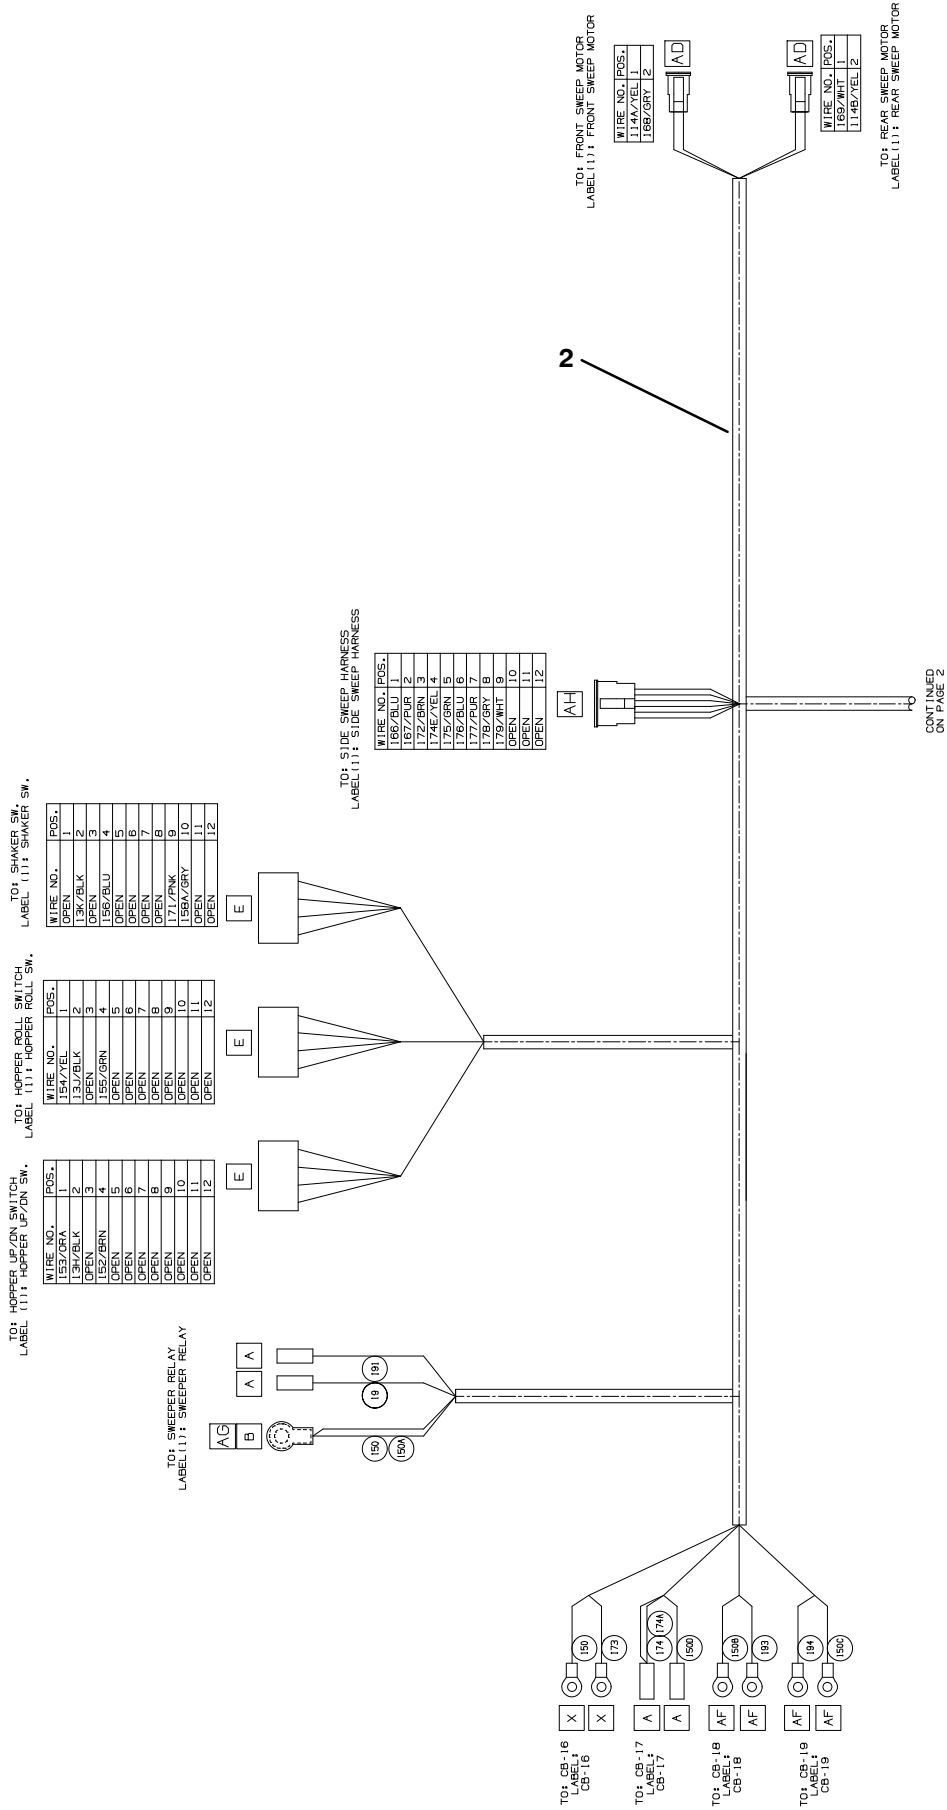 TO: FRONT SWEEP MOTOR
LABEL(1): FRONT SWEEP MOTOR
WIRE NO. POS.
114A/YEL 1
168/GRY 2
AD
AD
WIRE NO. POS.
169/WHT 1
114B/YEL 2
TO: REAR SWEEP MOTOR
LABEL(1): REAR SWEEP MOTOR
2
TO: SIDE SWEEP HARNESS
LABEL(1): SIDE SWEEP HARNESS
WIRE NO. POS.
166/BLU 1
167/PUR 2
172/BRN 3
174E/YEL 4
175/GRN 5
176/BLU 6
177/PUR 7
178/GRY 8
179/WHT 9
OPEN 10
OPEN 11
OPEN 12
AH
CONTINUED
ON PAGE 2
TO: SHAKER SW.
LABEL (1): SHAKER SW.
WIRE NO. POS.
OPEN 1
13K/BLK 2
OPEN 3
156/BLU 4
OPEN 5
OPEN 6
OPEN 7
OPEN 8
171/PNK 9
158A/GRY 10
OPEN 11
OPEN 12
E
TO: HOPPER ROLL SWITCH
LABEL (1): HOPPER ROLL SW.
WIRE NO. POS.
154/YEL 1
13J/BLK 2
OPEN 3
155/GRN 4
OPEN 5
OPEN 6
OPEN 7
OPEN 8
OPEN 9
OPEN 10
OPEN 11
OPEN 12
E
TO: HOPPER UP/DN SWITCH
LABEL (1): HOPPER UP/DN SW.
WIRE NO. POS.
153/ORA 1
13H/BLK 2
OPEN 3
152/BRN 4
OPEN 5
OPEN 6
OPEN 7
OPEN 8
OPEN 9
OPEN 10
OPEN 11
OPEN 12
E
TO: SWEEPER RELAY
LABEL(1): SWEEPER RELAY
AG
B
A
A
191
19
150
150A
TO: CB-16
LABEL:
CB-16
X
X
150
173
TO: CB-17
LABEL:
CB-17
A
A
174
174A
150D
TO: CB-18
LABEL:
CB-18
AF
AF
150B
193
TO: CB-19
LABEL:
CB-19
AF
AF
194
150C